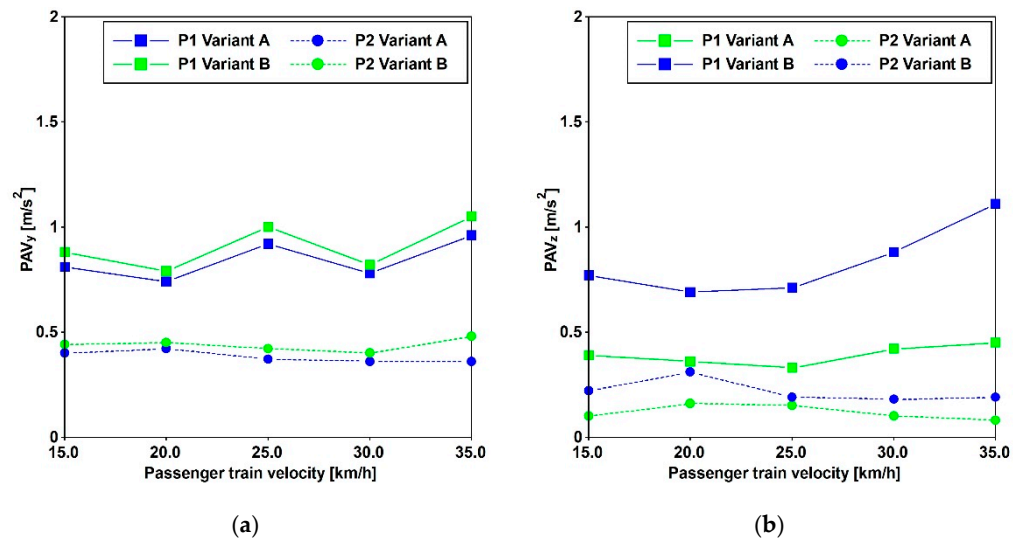 P1 Variant A
P2 Variant A
P1 Variant B
P2 Variant B
2
1.5
1
0.5
0
PAVy [m/s²]
15.0 20.0 25.0 30.0 35.0
Passenger train velocity [km/h]
(a)
P1 Variant A
P2 Variant A
P1 Variant B
P2 Variant B
2
1.5
1
0.5
0
PAVz [m/s²]
15.0 20.0 25.0 30.0 35.0
Passenger train velocity [km/h]
(b)